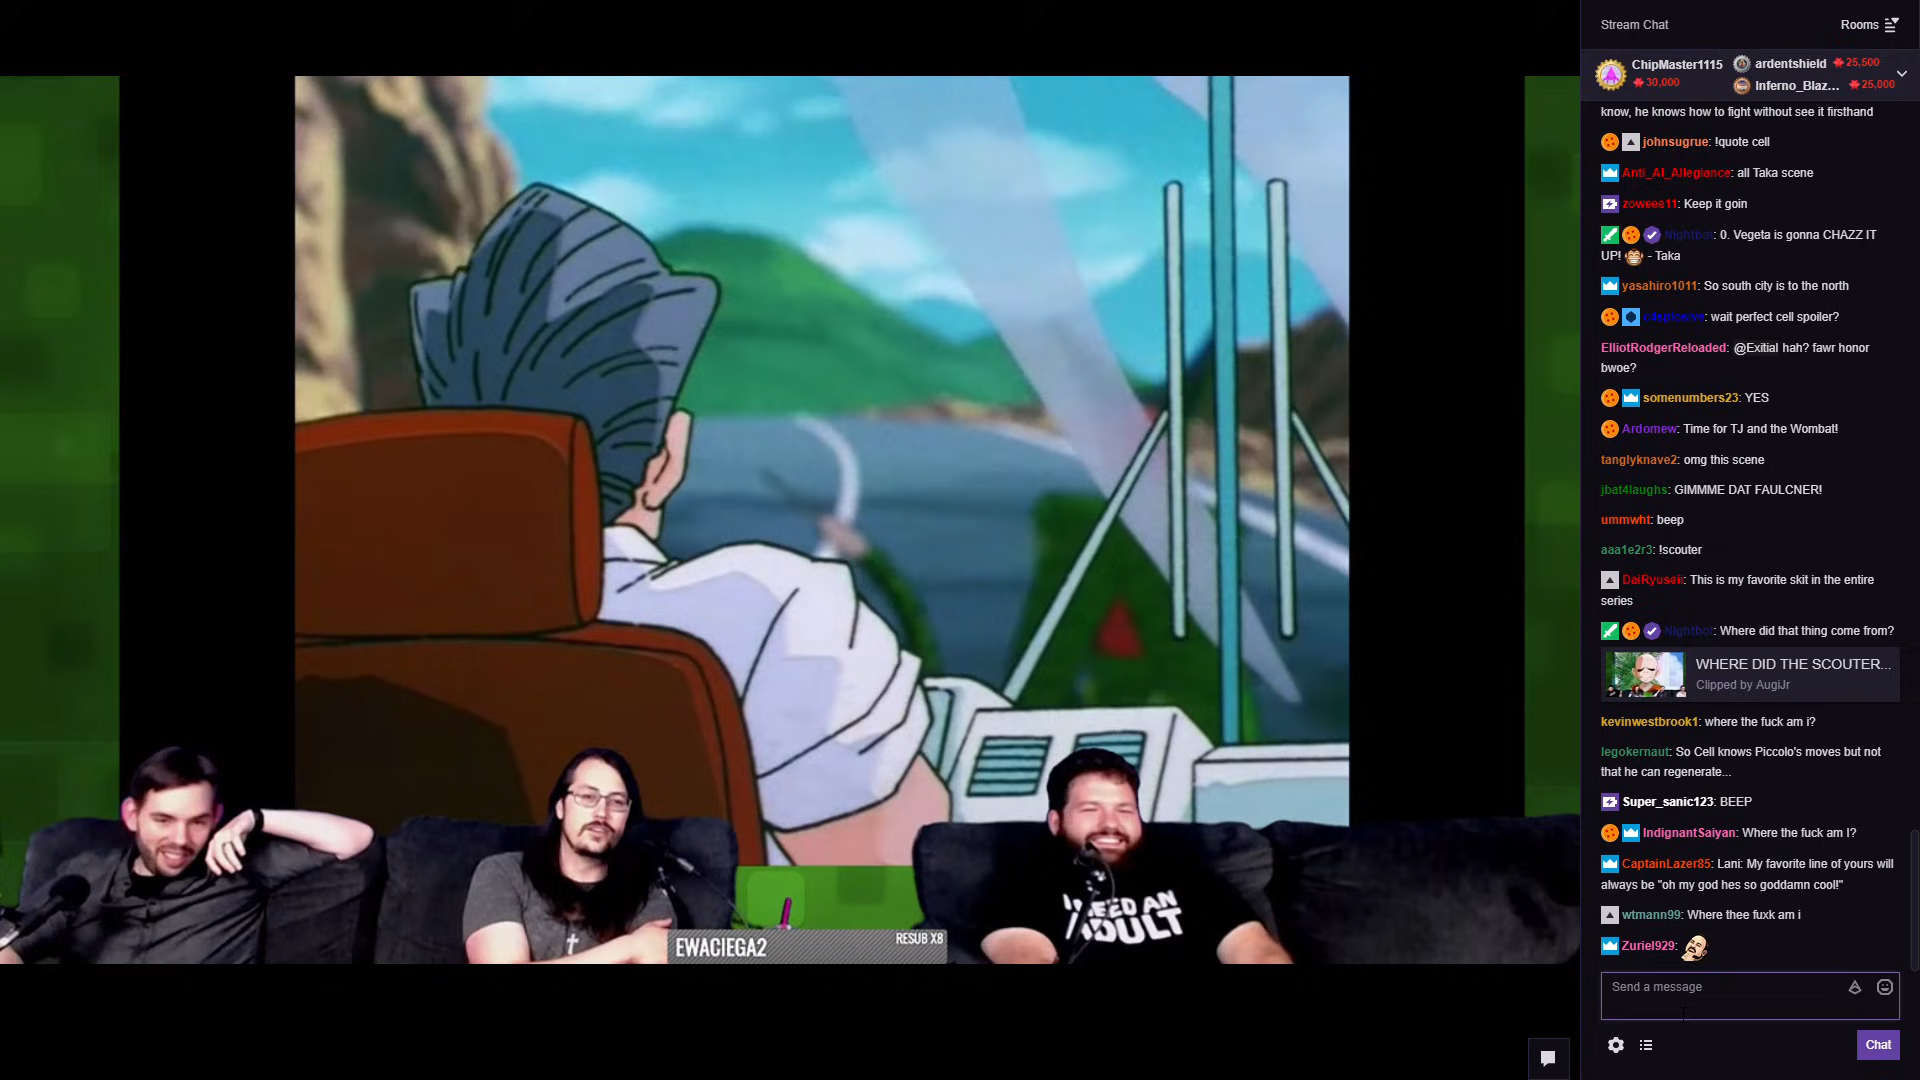 Stream Chat
Rooms
ChipMaster1115
30,000
ardentshield 25,500
Inferno_Blaz... 25,000
know, he knows how to fight without see it firsthand
johnsugrue: !quote cell
Anti_AI_Allegiance: all Taka scene
zoweee11: Keep it goin
Nightbot: 0. Vegeta is gonna CHAZZ IT
UP! - Taka
yasahiro1011: So south city is to the north
: wait perfect cell spoiler?
ElliotRodgerReloaded: @Exitial hah? fawr honor
bwoe?
somenumbers23: YES
Ardomew: Time for TJ and the Wombat!
tanglyknave2: omg this scene
jbat4laughs: GIMMME DAT FAULCNER!
ummwht: beep
aaa1e2r3: !scouter
DaiRyuseii: This is my favorite skit in the entire
series
Nightbot: Where did that thing come from?
WHERE DID THE SCOUTER...
Clipped by AugiJr
kevinwestbrook1: where the fuck am i?
legokernaut: So Cell knows Piccolo's moves but not
that he can regenerate...
Super_sanic123: BEEP
IndignantSaiyan: Where the fuck am I?
CaptainLazer85: Lani: My favorite line of yours will
always be "oh my god hes so goddamn cool!"
wtmann99: Where thee fuxk am i
Zuriel929:
Send a message
Chat
I NEED AN
ADULT
EWACIEGA2
RESUB X8